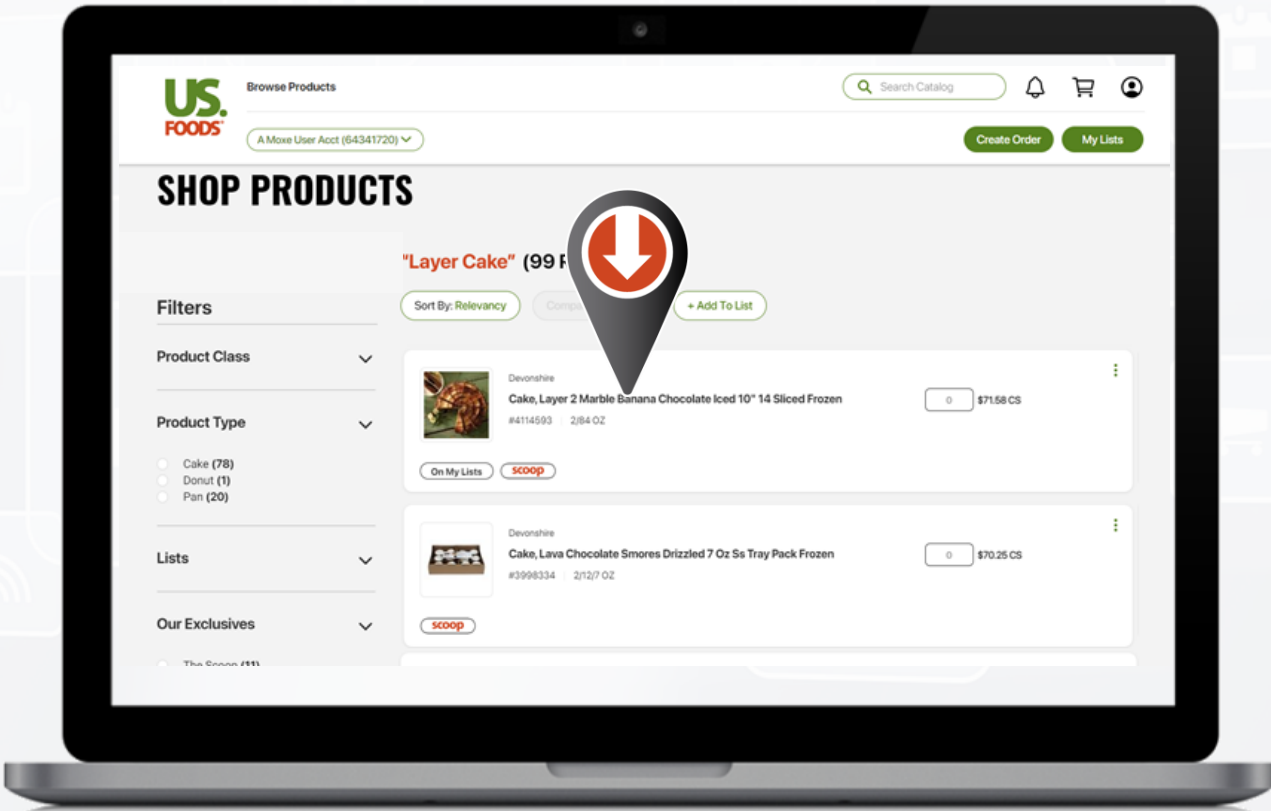 US.
FOODS
Browse Products
Search Catalog
A Moxe User Acct (64341720)
Create Order
My Lists
SHOP PRODUCTS
"Layer Cake" (99
Filters
Sort By: Relevancy
+ Add To List
Product Class
Devonshire
Cake, Layer 2 Marble Banana Chocolate Iced 10" 14 Sliced Frozen
0
$71.58 CS
#4114593
2/84 OZ
On My Lists
scoop
Product Type
Cake (78)
Donut (1)
Pan (20)
Devonshire
Cake, Lava Chocolate Smores Drizzled 7 Oz Ss Tray Pack Frozen
0
$70.25 CS
#3998334
2/12/7 OZ
scoop
Lists
Our Exclusives
The Scoop (11)